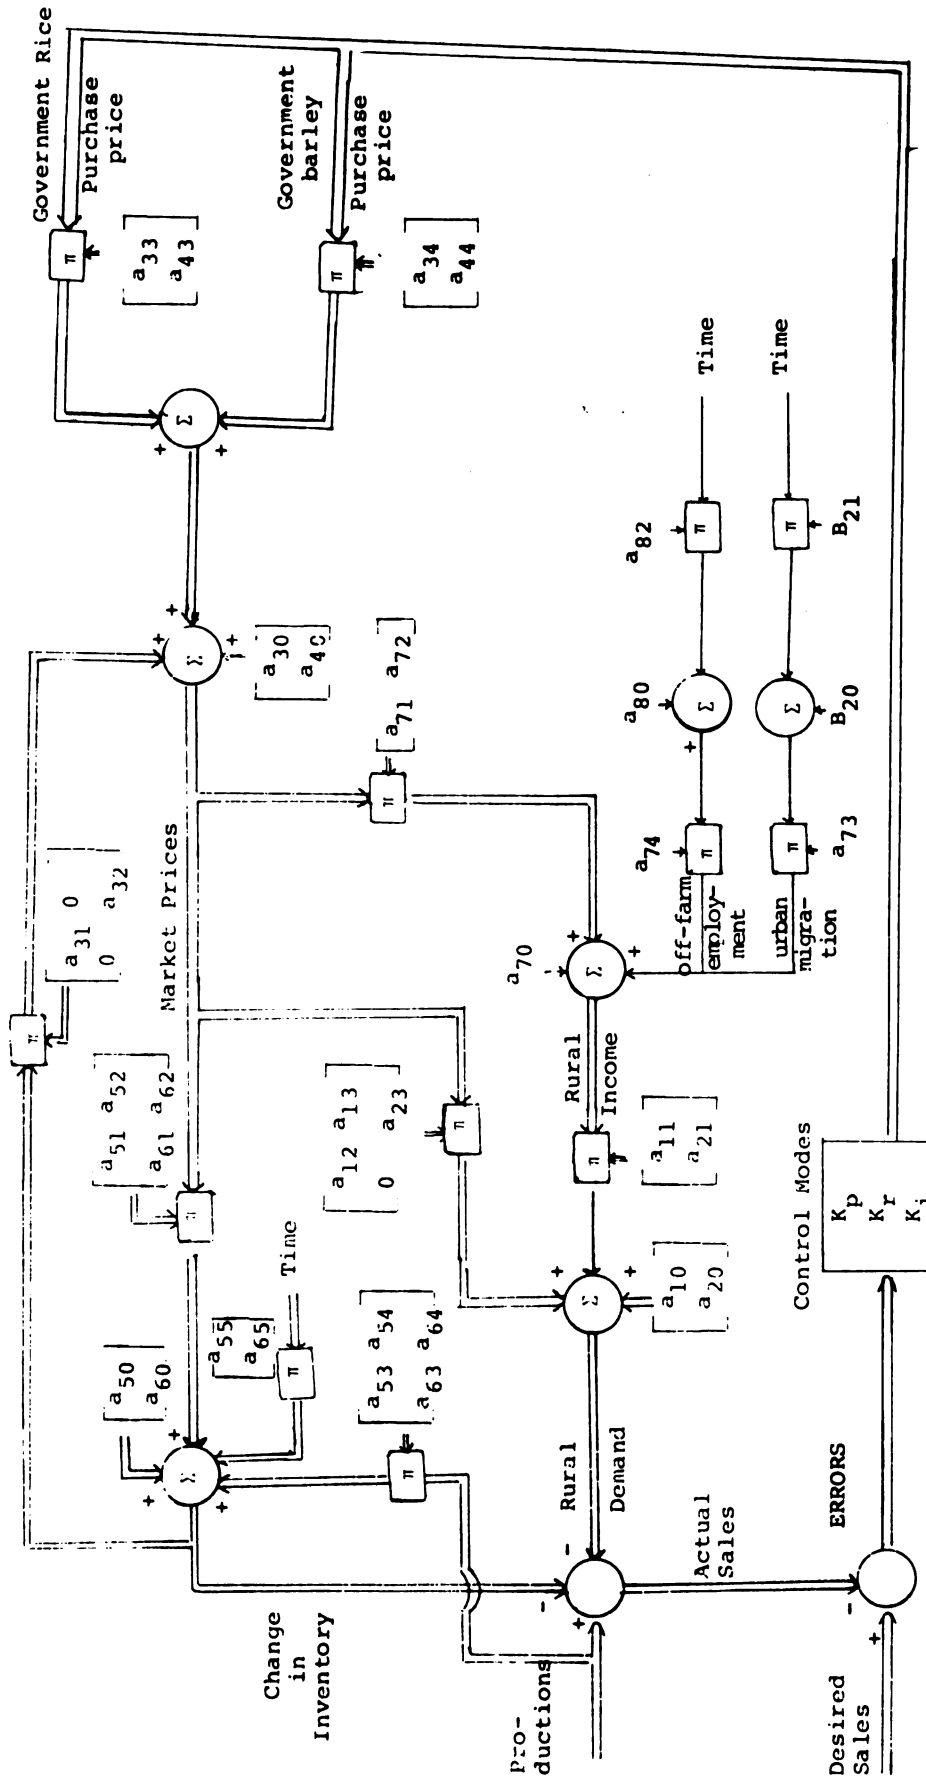 Government Rice
Purchase
price
π
a33
a43
Government
barley
Purchase
price
π
a34
a44
Σ
+
+
+
+
+
Σ
a30
a40
a31 0
0 a32
π
Market Prices
a71 a72
π
a51 a52
a61 a62
π
a12 a13
0 a23
π
a50
a60
a55
a65
π
Time
+
+
+
Σ
a53 a54
a63 a64
π
Change
in
Inventory
a82
π
Time
a80
Σ
+
a74
π
off-farm
employ-
ment
Time
π
B21
Σ
B20
π
a73
urban
migra-
tion
a70
Σ
+
+
Rural
Income
π
a11
a21
Σ
+
+
a10
a20
Rural
Demand
-
-
+
Pro-
ductions
Actual
Sales
-
+
Desired
Sales
ERRORS
Control Modes
Kp
Kr
Ki